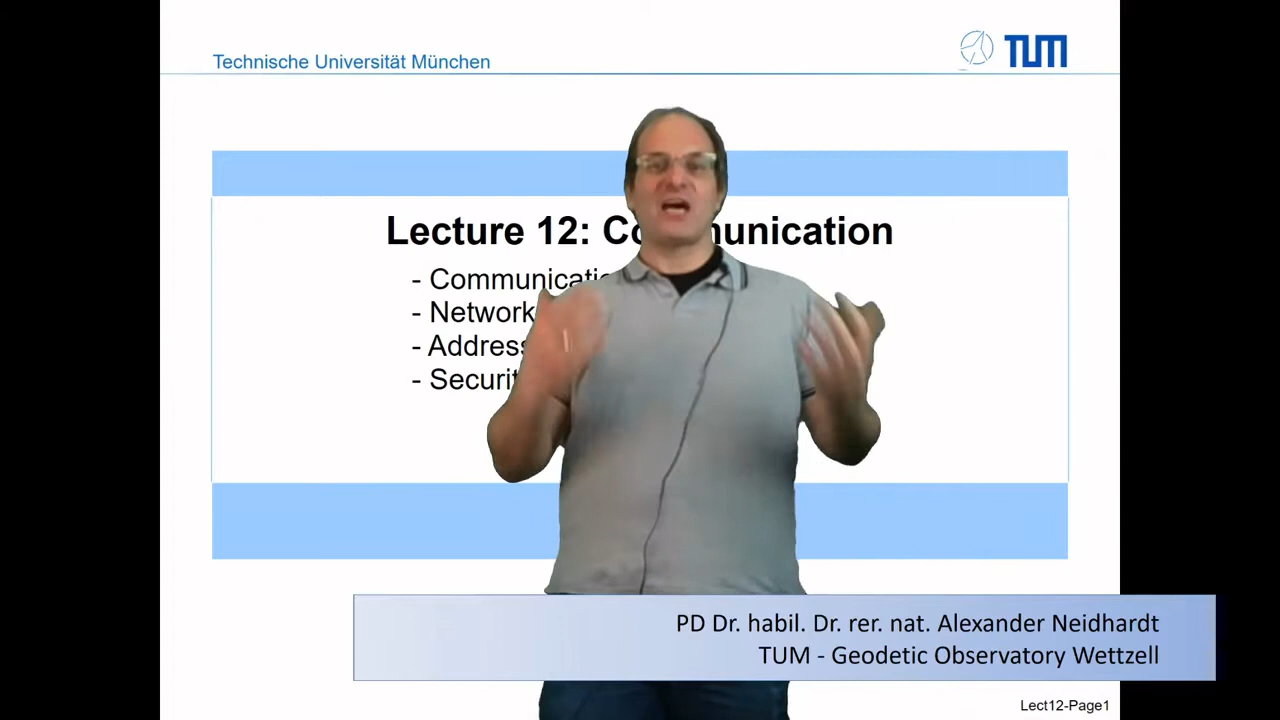 Technische Universität München
TUM
Lecture 12: Co unication
- Communicati
- Network
- Address
- Securit
PD Dr. habil. Dr. rer. nat. Alexander Neidhardt
TUM - Geodetic Observatory Wettzell
Lect12-Page1